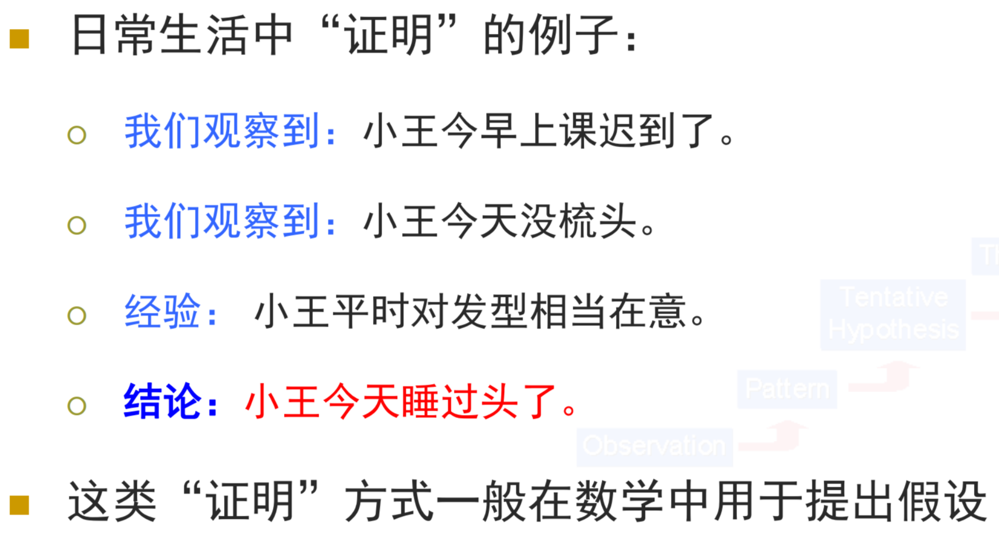 日常生活中“证明”的例子：
我们观察到：小王今早上课迟到了。
我们观察到：小王今天没梳头。
经验：小王平时对发型相当在意。
Tentative
Hypothesis
Pattern
结论：小王今天睡过头了。
Observation
这类“证明”方式一般在数学中用于提出假设